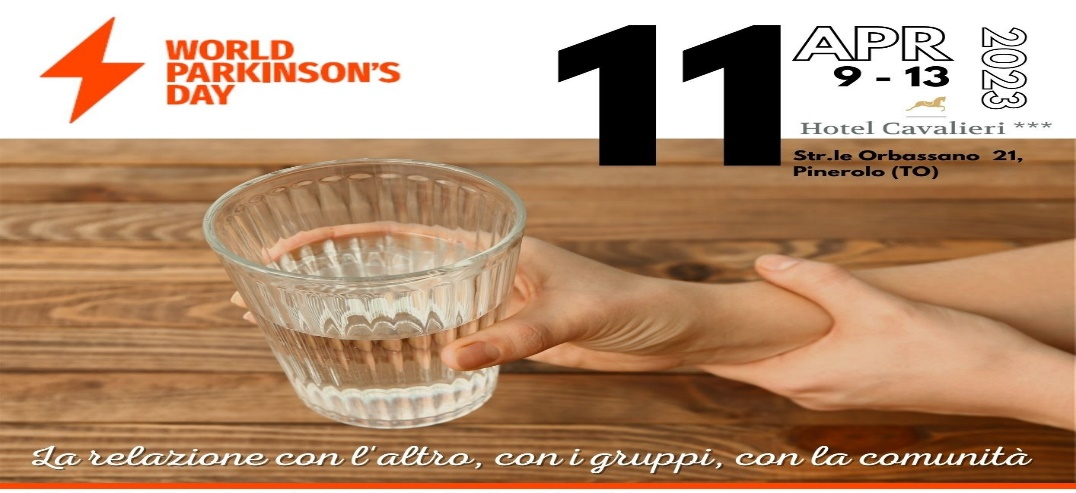 WORLD
PARKINSON'S
DAY
11
APR
9 - 13
2023
Hotel Cavalieri ***
Str.le Orbassano 21,
Pinerolo (TO)
La relazione con l'altro, con i gruppi, con la comunità